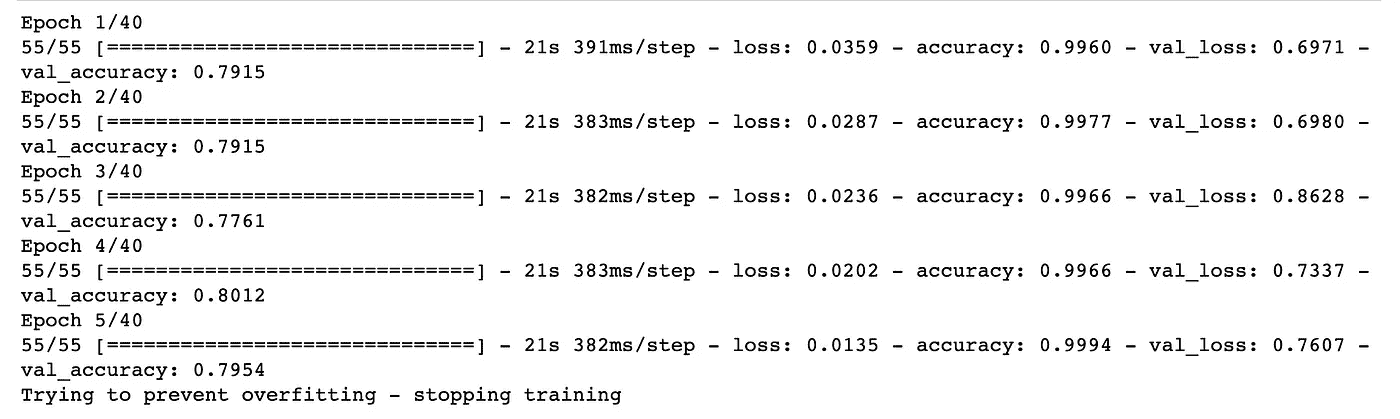 Epoch 1/40
55/55 [==============================] - 21s 391ms/step - loss: 0.0359 - accuracy: 0.9960 - val_loss: 0.6971 -
val_accuracy: 0.7915
Epoch 2/40
55/55 [==============================] - 21s 383ms/step - loss: 0.0287 - accuracy: 0.9977 - val_loss: 0.6980 -
val_accuracy: 0.7915
Epoch 3/40
55/55 [==============================] - 21s 382ms/step - loss: 0.0236 - accuracy: 0.9966 - val_loss: 0.8628 -
val_accuracy: 0.7761
Epoch 4/40
55/55 [==============================] - 21s 383ms/step - loss: 0.0202 - accuracy: 0.9966 - val_loss: 0.7337 -
val_accuracy: 0.8012
Epoch 5/40
55/55 [==============================] - 21s 382ms/step - loss: 0.0135 - accuracy: 0.9994 - val_loss: 0.7607 -
val_accuracy: 0.7954
Trying to prevent overfitting - stopping training